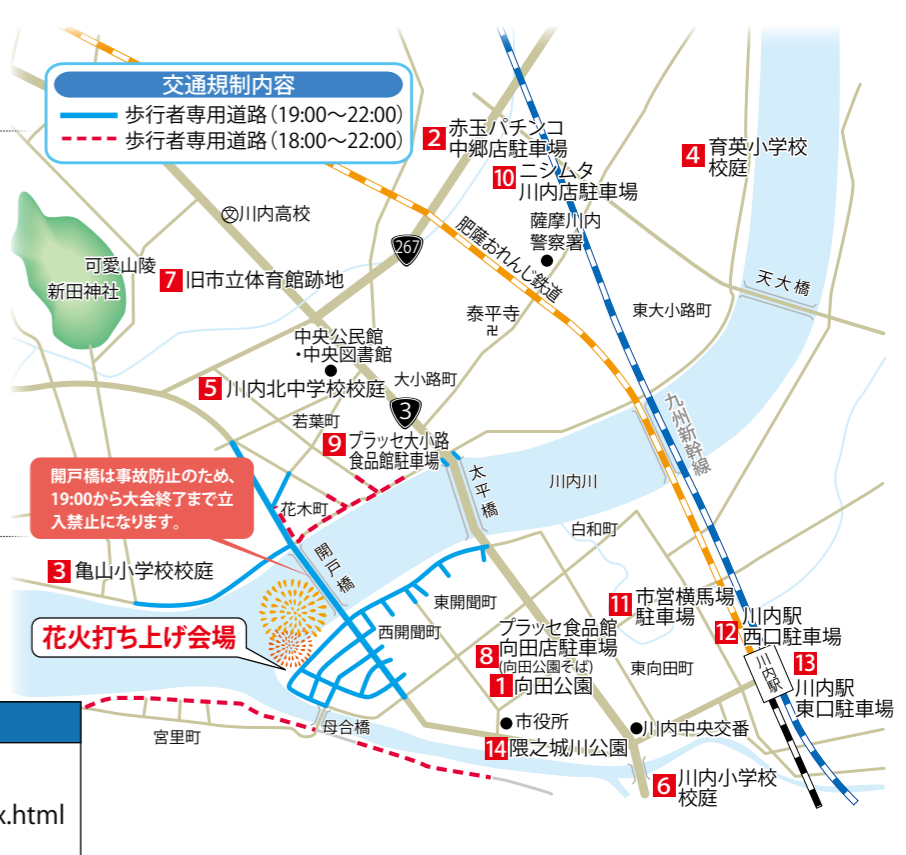 交通規制内容
歩行者専用道路(19:00〜22:00)
歩行者専用道路(18:00〜22:00)
2 赤玉パチンコ
中郷店駐車場
10 ニシムタ
川内店駐車場
4 育英小学校
校庭
川内高校
267
肥薩おれんじ鉄道
薩摩川内
警察署
可愛山陵
新田神社
7 旧市立体育館跡地
天大橋
泰平寺
東大小路町
中央公民館
・中央図書館
5 川内北中学校校庭
大小路町
3
若葉町
9 プラッセ大小路
食品館駐車場
九州新幹線
開戸橋は事故防止のため、
19:00から大会終了まで立
入禁止になります。
太平橋
川内川
花木町
白和町
開戸橋
3 亀山小学校校庭
東開聞町
西開聞町
11 市営横馬場
駐車場
12 川内駅
西口駐車場
花火打ち上げ会場
プラッセ食品館
向田店駐車場
8 (向田公園そば)
東向田町
川内駅
13 川内駅
東口駐車場
1 向田公園
市役所
川内中央交番
母合橋
宮里町
14 隈之城川公園
6 川内小学校
校庭
x.html